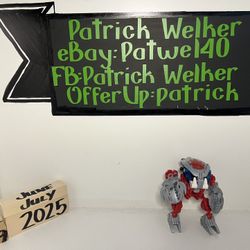 Patrick Welker
eBay:Patwel40
FB:Patrick Welker
OfferUp:patrick
JUNE
JULY
2025